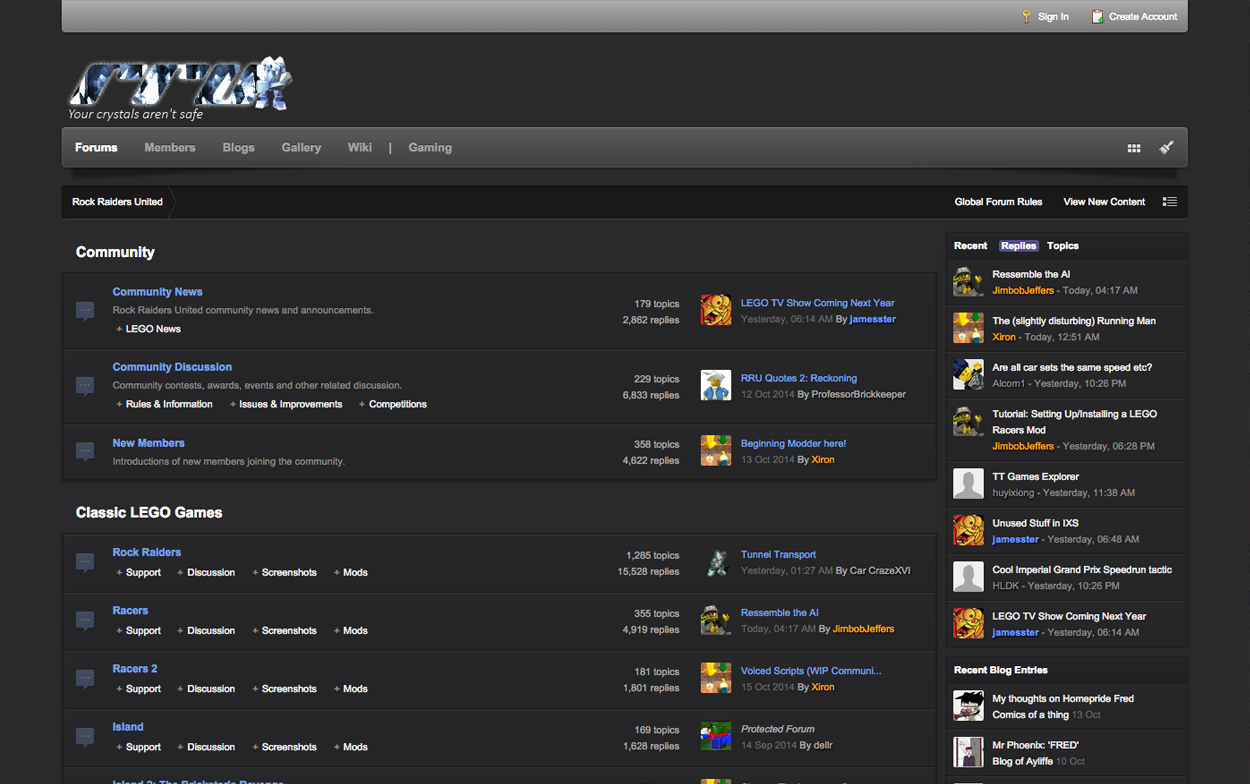 Sign In
Create Account
rru
Your crystals aren't safe
Forums
Members
Blogs
Gallery
Wiki
|
Gaming
Rock Raiders United
Global Forum Rules
View New Content
Community
Community News
Rock Raiders United community news and announcements.
+ LEGO News
179 topics
2,862 replies
LEGO TV Show Coming Next Year
Yesterday, 06:14 AM By jamesster
Community Discussion
Community contests, awards, events and other related discussion.
+ Rules & Information + Issues & Improvements + Competitions
229 topics
6,833 replies
RRU Quotes 2: Reckoning
12 Oct 2014 By ProfessorBrickkeeper
New Members
Introductions of new members joining the community.
358 topics
4,622 replies
Beginning Modder here!
13 Oct 2014 By Xiron
Classic LEGO Games
Rock Raiders
+ Support + Discussion + Screenshots + Mods
1,285 topics
15,528 replies
Tunnel Transport
Yesterday, 01:27 AM By Car CrazeXVI
Racers
+ Support + Discussion + Screenshots + Mods
355 topics
4,919 replies
Ressemble the AI
Today, 04:17 AM By JimbobJeffers
Racers 2
+ Support + Discussion + Screenshots + Mods
181 topics
1,801 replies
Voiced Scripts (WIP Communi...
15 Oct 2014 By Xiron
Island
+ Support + Discussion + Screenshots + Mods
169 topics
1,628 replies
Protected Forum
14 Sep 2014 By dellr
Island 2: The Brickster's Revenge
Recent Replies Topics
Ressemble the AI
JimbobJeffers - Today, 04:17 AM
The (slightly disturbing) Running Man
Xiron - Today, 12:51 AM
Are all car sets the same speed etc?
Alcom1 - Yesterday, 10:26 PM
Tutorial: Setting Up/Installing a LEGO
Racers Mod
JimbobJeffers - Yesterday, 06:28 PM
TT Games Explorer
huyixiong - Yesterday, 11:38 AM
Unused Stuff in IXS
jamesster - Yesterday, 06:48 AM
Cool Imperial Grand Prix Speedrun tactic
HLDK - Yesterday, 10:26 PM
LEGO TV Show Coming Next Year
jamesster - Yesterday, 06:14 AM
Recent Blog Entries
My thoughts on Homepride Fred
Comics of a thing 13 Oct
Mr Phoenix: 'FRED'
Blog of Ayliffe 10 Oct